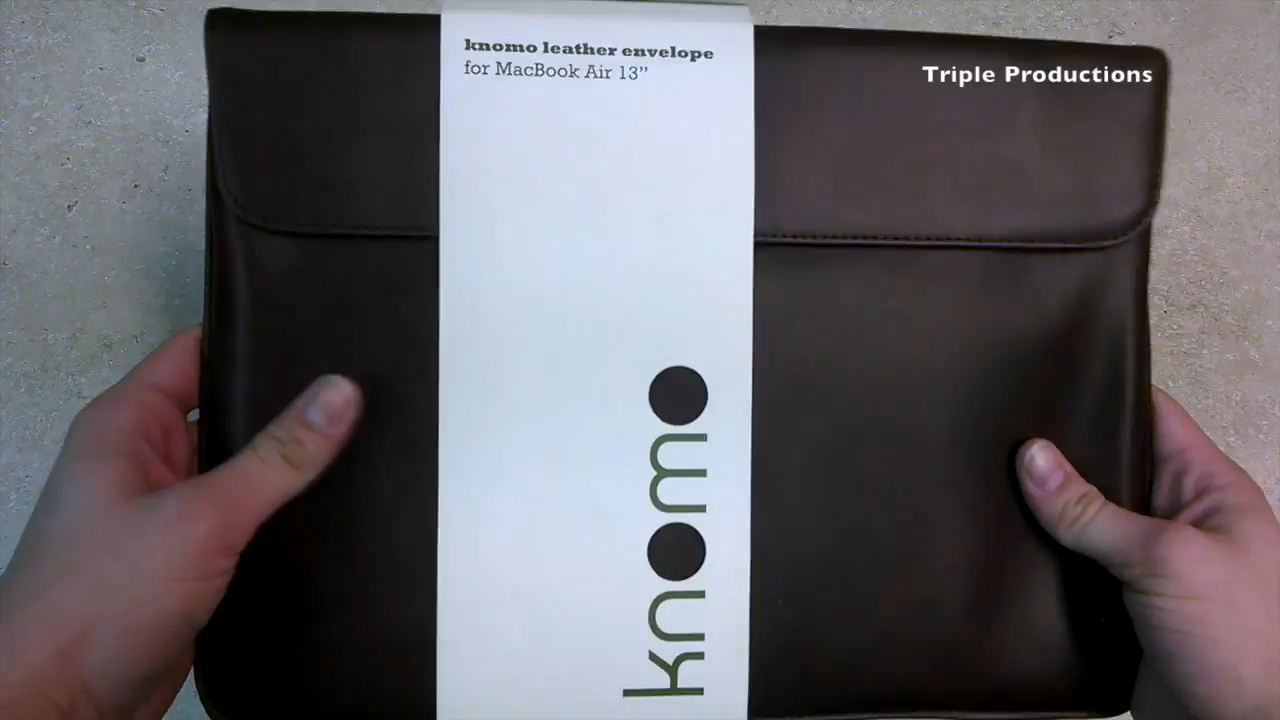 knomo leather envelope
for MacBook Air 13”
Triple Productions
knomo